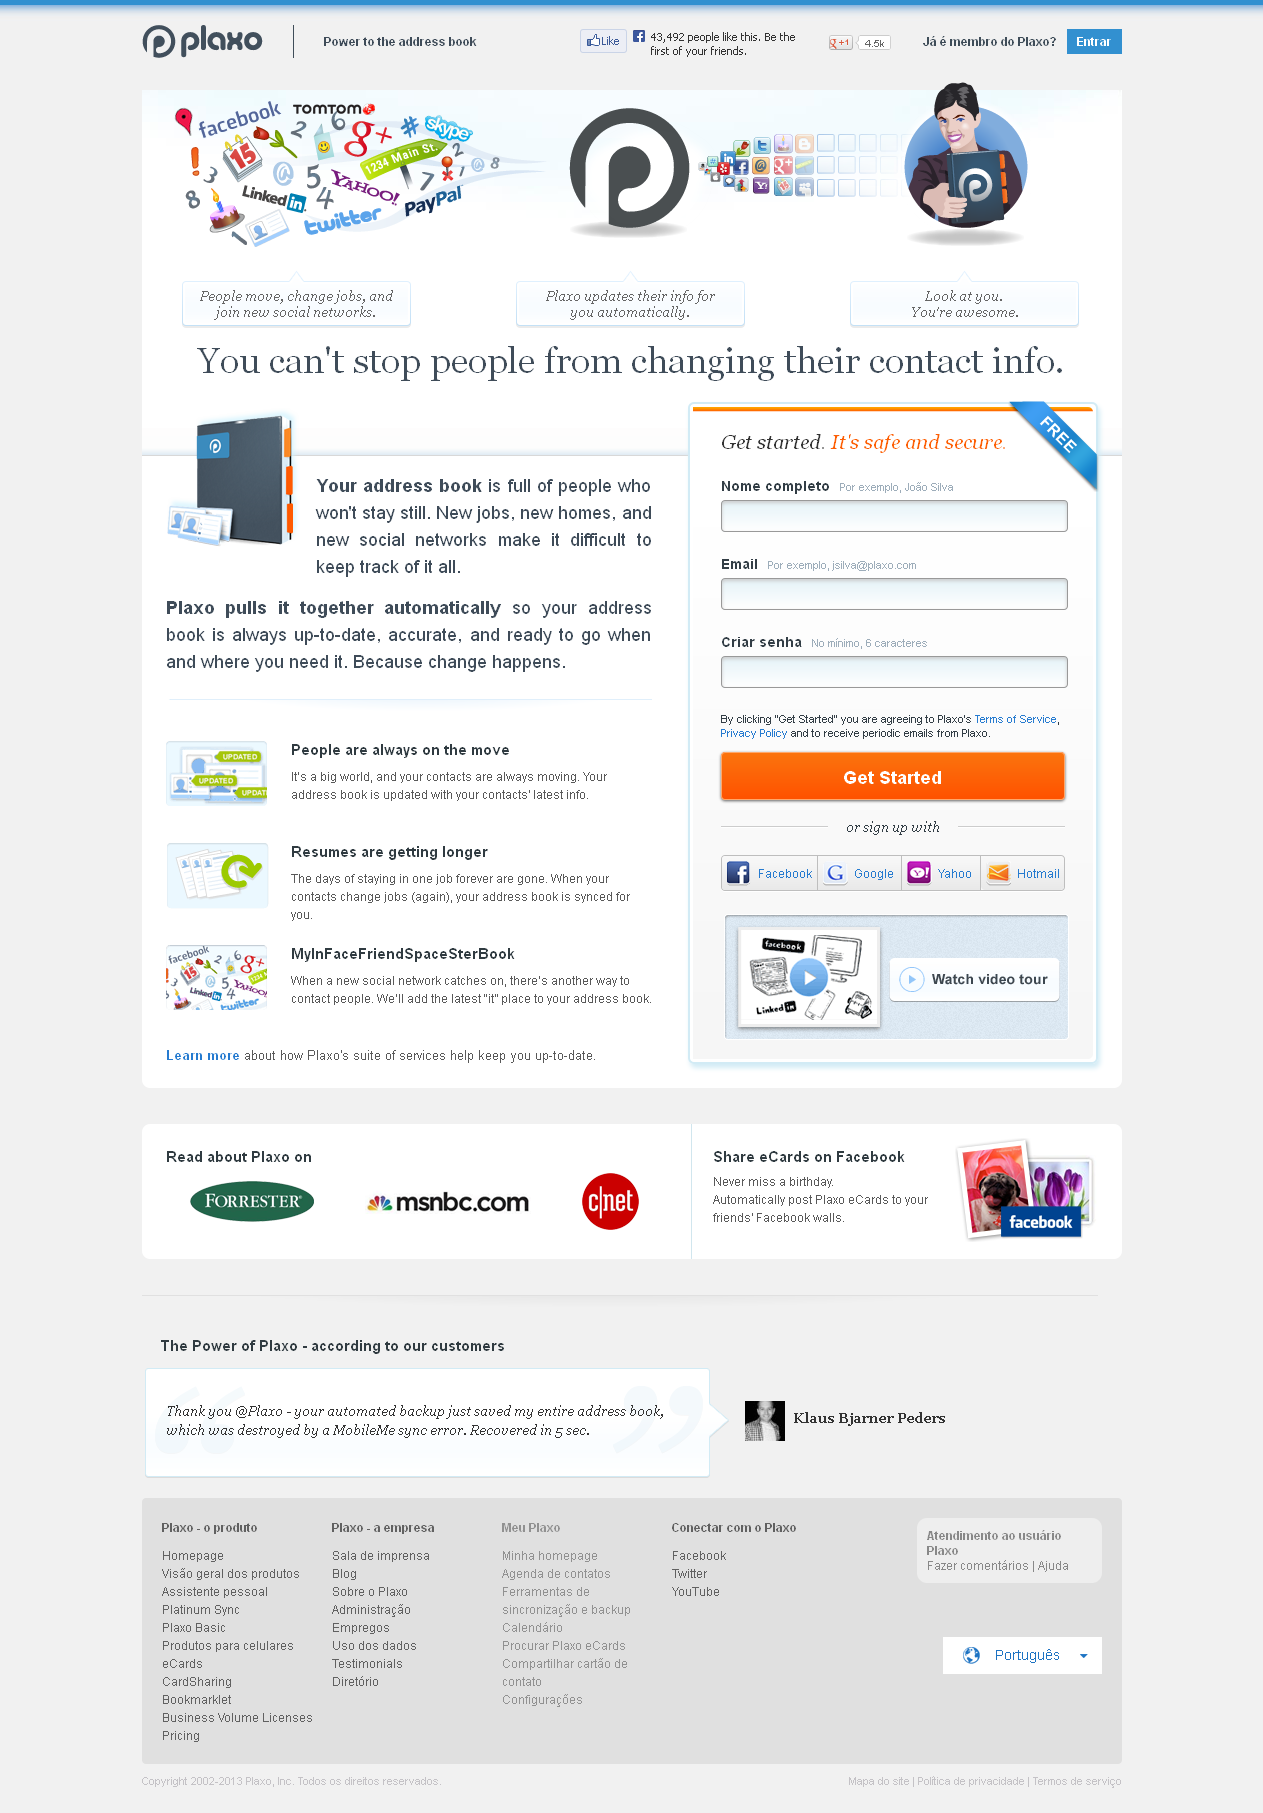 plaxo
Power to the address book
Like
43,492 people like this. Be the
first of your friends.
+1
4.5k
Já é membro do Plaxo?
Entrar
facebook
TOMTOM
skype
g+
15
1234 Main St.
YAHOO!
LinkedIn
twitter
PayPal
People move, change jobs, and
join new social networks.
Plaxo updates their info for
you automatically.
Look at you.
You're awesome.
You can't stop people from changing their contact info.
Your address book is full of people who
won't stay still. New jobs, new homes, and
new social networks make it difficult to
keep track of it all.
Plaxo pulls it together automatically so your address
book is always up-to-date, accurate, and ready to go when
and where you need it. Because change happens.
People are always on the move
It's a big world, and your contacts are always moving. Your
address book is updated with your contacts' latest info.
UPDATED
UPDATED
UPDAT
Resumes are getting longer
The days of staying in one job forever are gone. When your
contacts change jobs (again), your address book is synced for
you.
MyInFaceFriendSpaceSterBook
When a new social network catches on, there's another way to
contact people. We'll add the latest "it" place to your address book.
Learn more about how Plaxo's suite of services help keep you up-to-date.
FREE
Get started. It's safe and secure.
Nome completo Por exemplo, João Silva
Email Por exemplo, jsilva@plaxo.com
Criar senha No mínimo, 6 caracteres
By clicking "Get Started" you are agreeing to Plaxo's Terms of Service,
Privacy Policy and to receive periodic emails from Plaxo.
Get Started
or sign up with
Facebook
Google
Yahoo
Hotmail
facebook
Linked in
Watch video tour
Read about Plaxo on
FORRESTER
msnbc.com
c|net
Share eCards on Facebook
Never miss a birthday.
Automatically post Plaxo eCards to your
friends' Facebook walls.
facebook
The Power of Plaxo - according to our customers
Thank you @Plaxo - your automated backup just saved my entire address book,
which was destroyed by a MobileMe sync error. Recovered in 5 sec.
Klaus Bjarner Peders
Plaxo - o produto
Homepage
Visão geral dos produtos
Assistente pessoal
Platinum Sync
Plaxo Basic
Produtos para celulares
eCards
CardSharing
Bookmarklet
Business Volume Licenses
Pricing
Plaxo - a empresa
Sala de imprensa
Blog
Sobre o Plaxo
Administração
Empregos
Uso dos dados
Testimonials
Diretório
Meu Plaxo
Minha homepage
Agenda de contatos
Ferramentas de
sincronização e backup
Calendário
Procurar Plaxo eCards
Compartilhar cartão de
contato
Configurações
Conectar com o Plaxo
Facebook
Twitter
YouTube
Atendimento ao usuário
Plaxo
Fazer comentários | Ajuda
Português
Copyright 2002-2013 Plaxo, Inc. Todos os direitos reservados.
Mapa do site | Política de privacidade | Termos de serviço